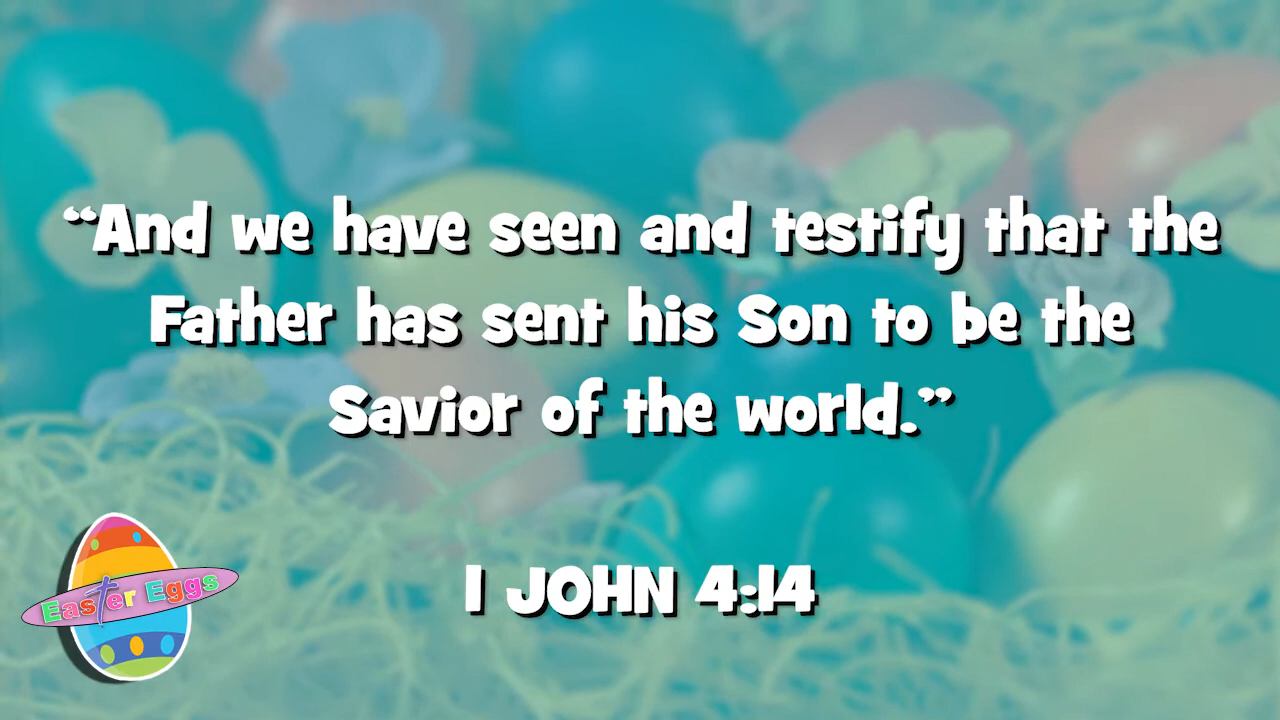 “And we have seen and testify that the
Father has sent his Son to be the
Savior of the world.”
I JOHN 4:14
Easter Eggs